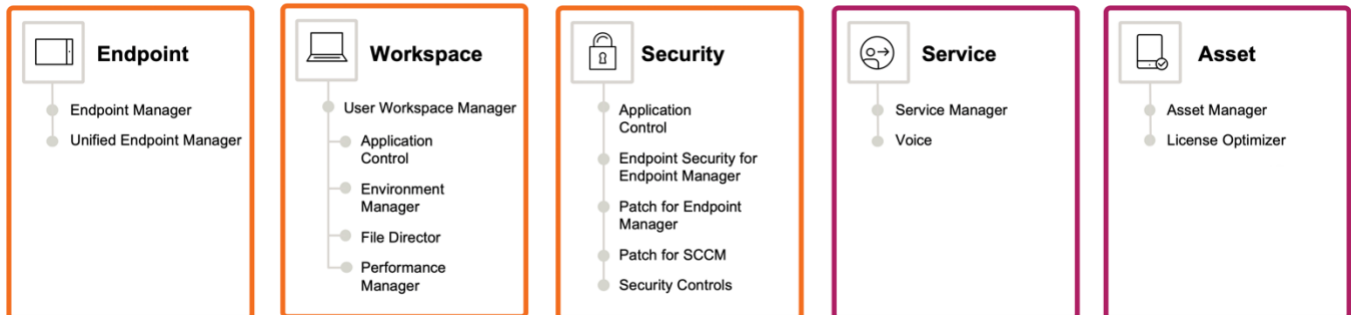 Endpoint
Endpoint Manager
Unified Endpoint Manager
Workspace
User Workspace Manager
Application
Control
Environment
Manager
File Director
Performance
Manager
Security
Application
Control
Endpoint Security for
Endpoint Manager
Patch for Endpoint
Manager
Patch for SCCM
Security Controls
Service
Service Manager
Voice
Asset
Asset Manager
License Optimizer